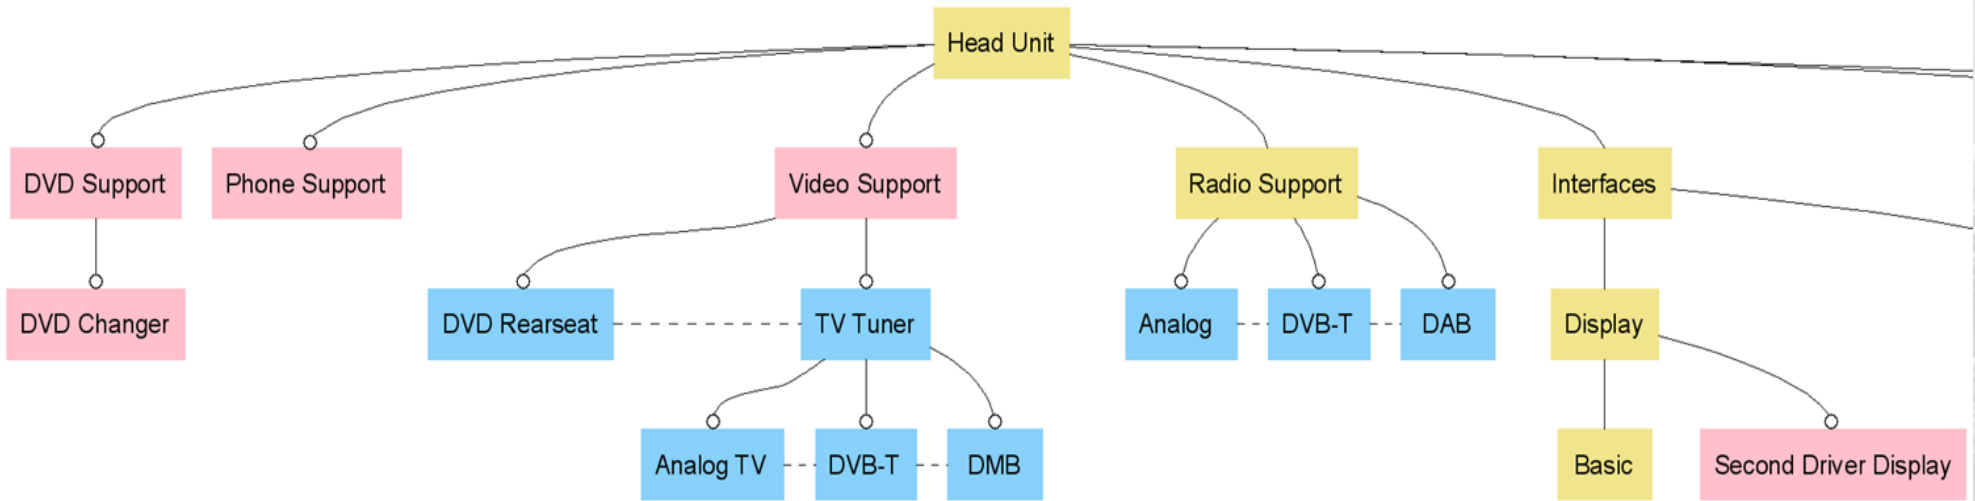 Head Unit
DVD Support
Phone Support
Video Support
Radio Support
Interfaces
DVD Changer
DVD Rearseat
TV Tuner
Analog
DVB-T
DAB
Display
Analog TV
DVB-T
DMB
Basic
Second Driver Display